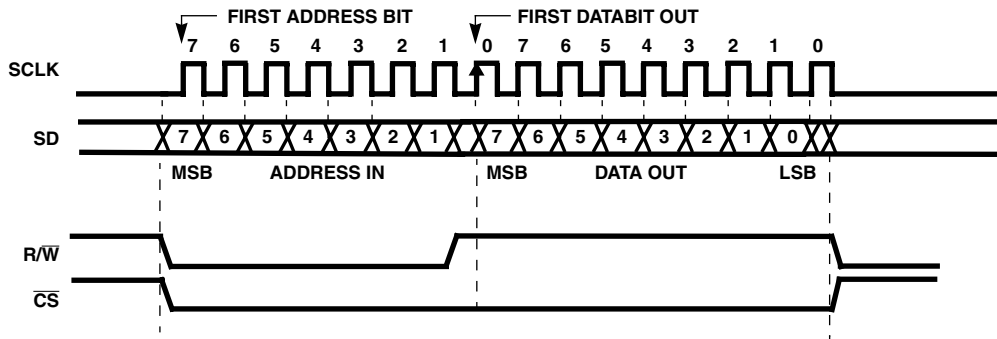 FIRST ADDRESS BIT FIRST DATABIT OUT
7 6 5 4 3 2 1 0 7 6 5 4 3 2 1 0
SCLK
SD 7 6 5 4 3 2 1 7 6 5 4 3 2 1 0
MSB ADDRESS IN MSB DATA OUT LSB
R/W̅
C̅S̅